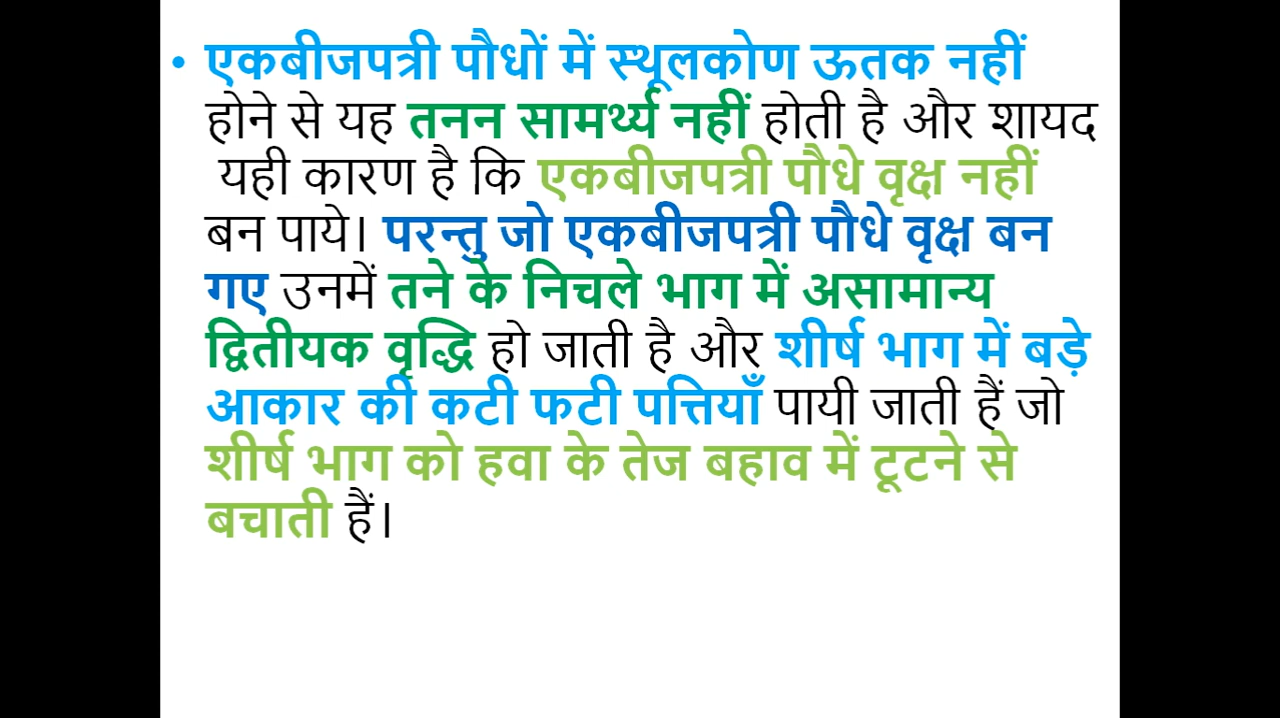 • एकबीजपत्री पौधों में स्थूलकोण ऊतक नहीं
होने से यह तनन सामर्थ्य नहीं होती है और शायद
यही कारण है कि एकबीजपत्री पौधे वृक्ष नहीं
बन पाये। परन्तु जो एकबीजपत्री पौधे वृक्ष बन
गए उनमें तने के निचले भाग में असामान्य
द्वितीयक वृद्धि हो जाती है और शीर्ष भाग में बड़े
आकार की कटी फटी पत्तियाँ पायी जाती हैं जो
शीर्ष भाग को हवा के तेज बहाव में टूटने से
बचाती हैं।